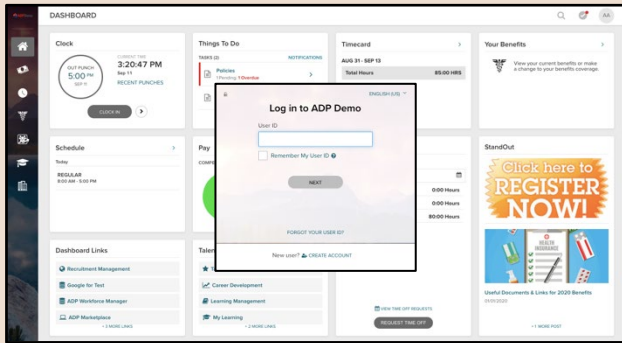 DASHBOARD
AA
Clock
OUT PUNCH
5:00 PM
SEP 11
CURRENT TIME
3:20:47 PM
Sep 11
RECENT PUNCHES
CLOCK IN
Things To Do
TASKS (2)
NOTIFICATIONS
Policies
1 Pending 1 Overdue
Timecard
AUG 31 - SEP 13
Total Hours
85:00 HRS
Your Benefits
View your current benefits or make
a change to your benefits coverage.
ENGLISH (US)
Log in to ADP Demo
User ID
Remember My User ID
NEXT
FORGOT YOUR USER ID?
New user? CREATE ACCOUNT
Schedule
Today
REGULAR
9:00 AM - 5:00 PM
Pay
0:00 Hours
0:00 Hours
80:00 Hours
StandOut
Click here to
REGISTER
NOW!
HEALTH
INSURANCE
Useful Documents & Links for 2020 Benefits
01/01/2020
+ 1 MORE POST
Dashboard Links
Recruitment Management
Google for Test
ADP Workforce Manager
ADP Marketplace
+ 3 MORE LINKS
Career Development
Learning Management
My Learning
+ 2 MORE LINKS
VIEW TIME OFF REQUESTS
REQUEST TIME OFF